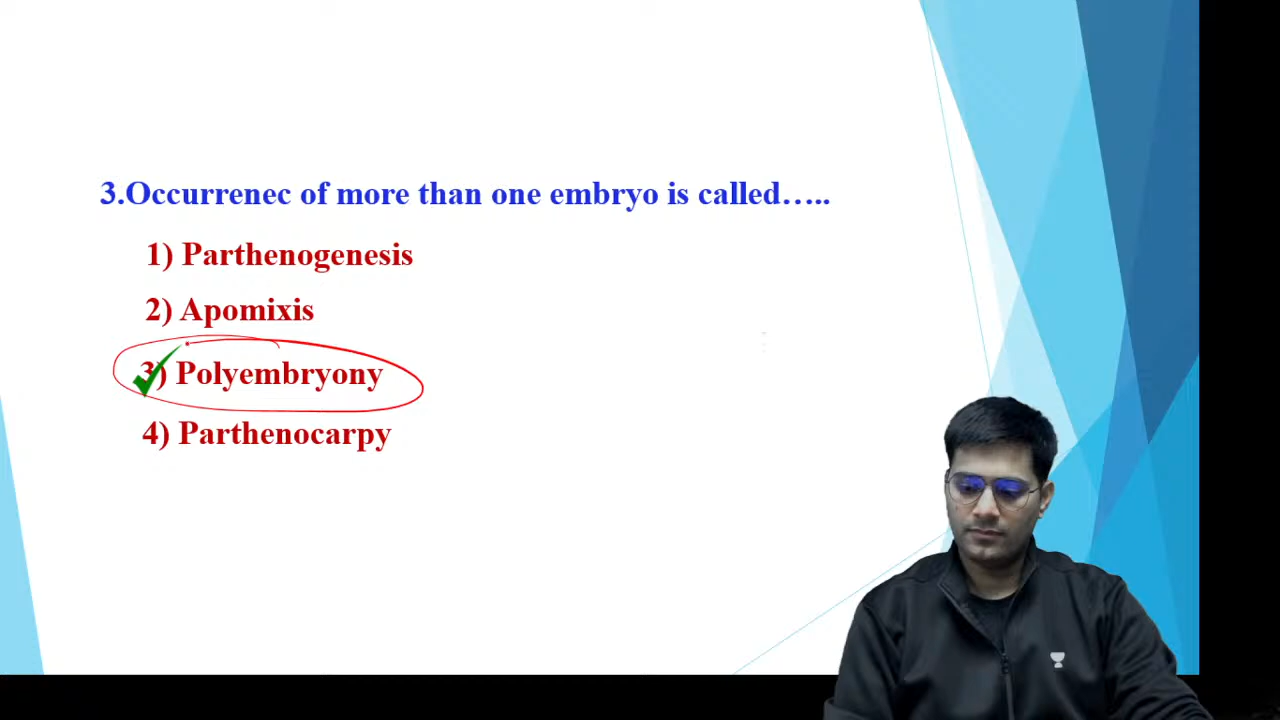 3.Occurrenec of more than one embryo is called…..
1) Parthenogenesis
2) Apomixis
3) Polyembryony
4) Parthenocarpy